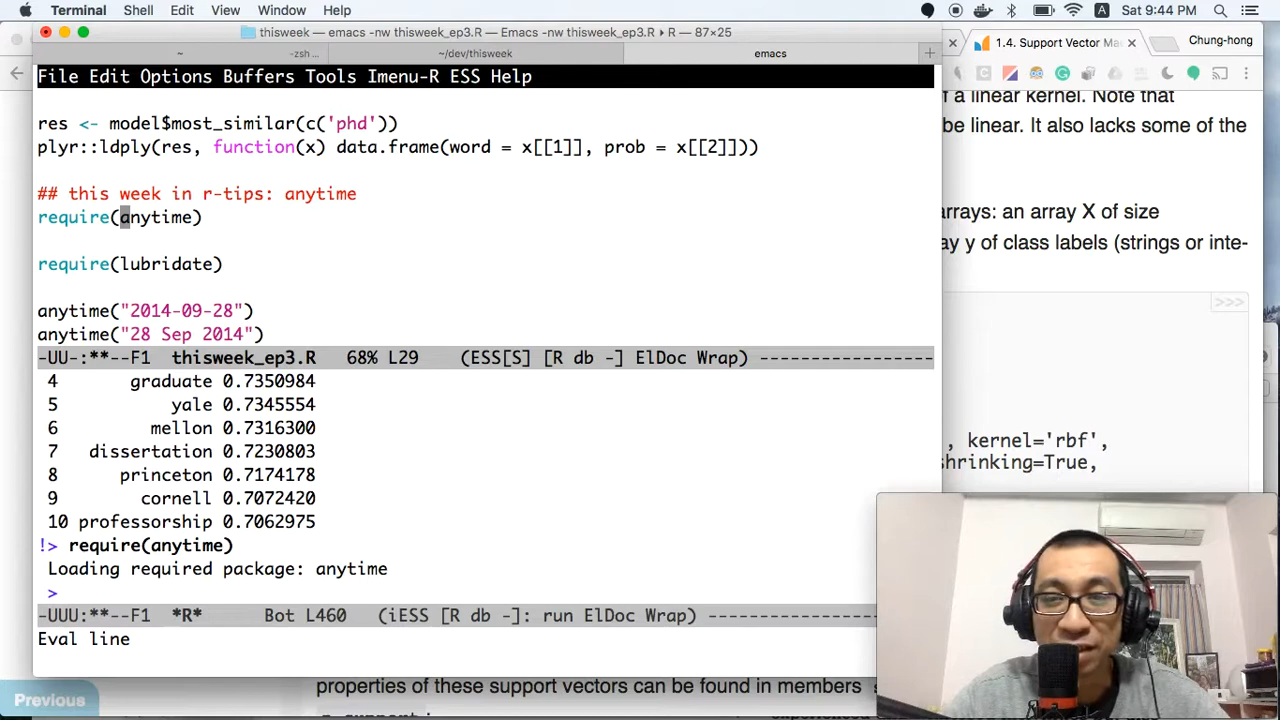 Terminal Shell Edit View Window Help
Sat 9:44 PM
thisweek — emacs -nw thisweek_ep3.R — Emacs -nw thisweek_ep3.R ▸ R — 87×25
~ -zsh ... ~/dev/thisweek emacs
1.4. Support Vector Ma
Chung-hong
File Edit Options Buffers Tools Imenu-R ESS Help
res <- model$most_similar(c('phd'))
plyr::ldply(res, function(x) data.frame(word = x[[1]], prob = x[[2]]))
## this week in r-tips: anytime
require(anytime)
require(lubridate)
anytime("2014-09-28")
anytime("28 Sep 2014")
-UU-:**--F1 thisweek_ep3.R 68% L29 (ESS[S] [R db -] ElDoc Wrap) -----------------
4 graduate 0.7350984
5 yale 0.7345554
6 mellon 0.7316300
7 dissertation 0.7230803
8 princeton 0.7174178
9 cornell 0.7072420
10 professorship 0.7062975
!> require(anytime)
Loading required package: anytime
>
-UUU:**--F1 *R* Bot L460 (iESS [R db -]: run ElDoc Wrap) ----------------
Eval line
f a linear kernel. Note that
be linear. It also lacks some of the
arrays: an array X of size
ay y of class labels (strings or inte-
>>>
, kernel='rbf',
shrinking=True,
Previous
properties of these support vectors can be found in members